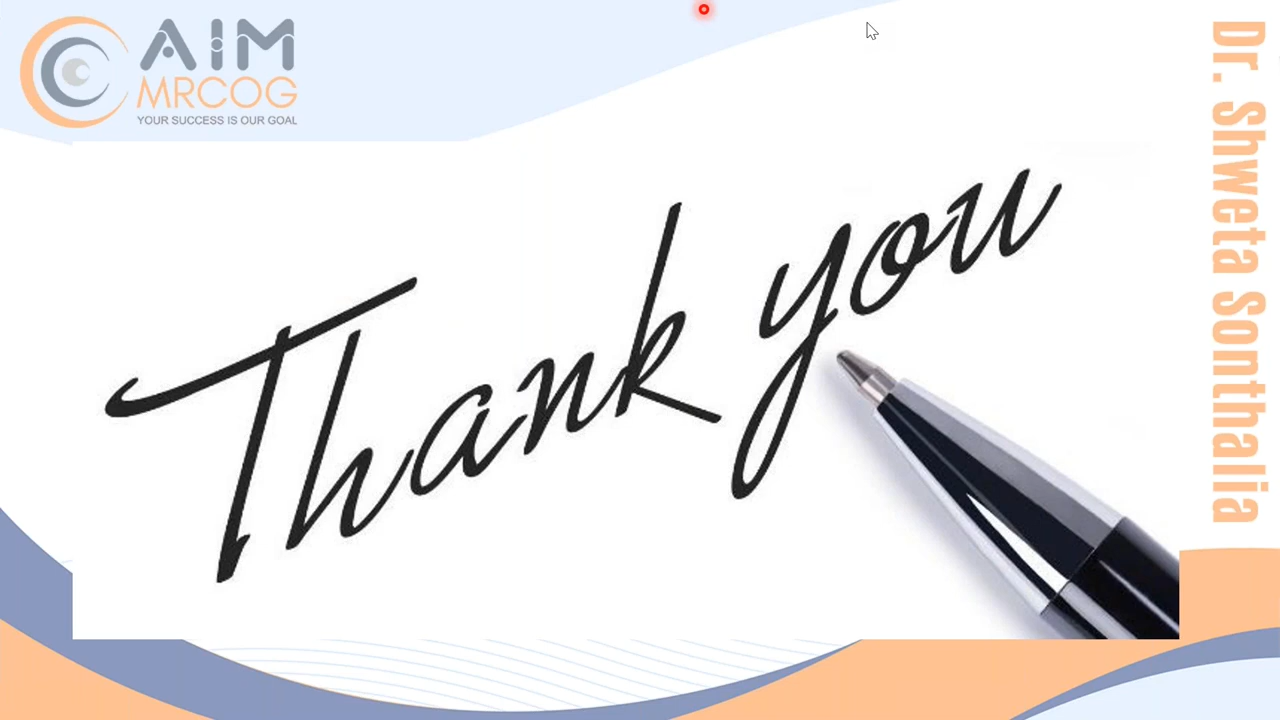 AIM
MRCOG
YOUR SUCCESS IS OUR GOAL
Thank you
Dr. Shweta Sonthalia